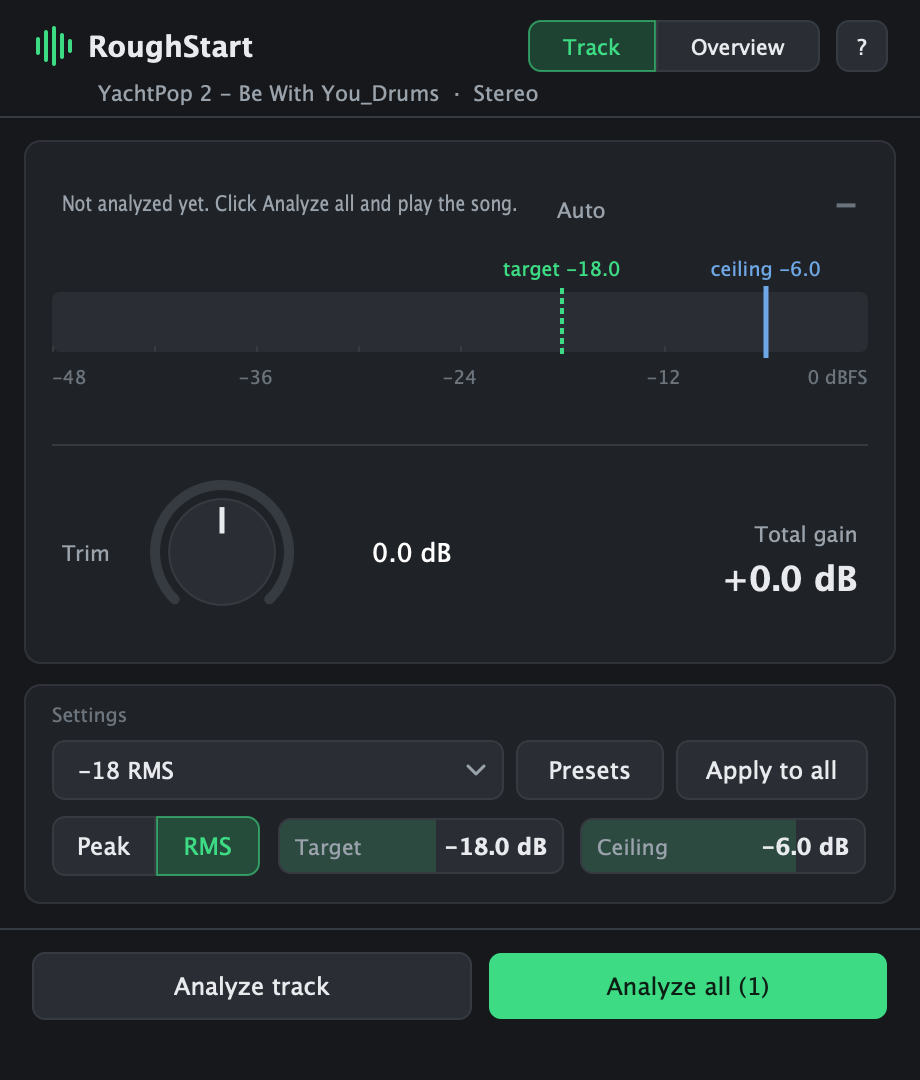 RoughStart
Track
Overview
?
YachtPop 2 – Be With You_Drums · Stereo
Not analyzed yet. Click Analyze all and play the song.
Auto
–
target −18.0
ceiling −6.0
−48
−36
−24
−12
0 dBFS
Trim
0.0 dB
Total gain
+0.0 dB
Settings
−18 RMS
Presets
Apply to all
Peak
RMS
Target
−18.0 dB
Ceiling
−6.0 dB
Analyze track
Analyze all (1)